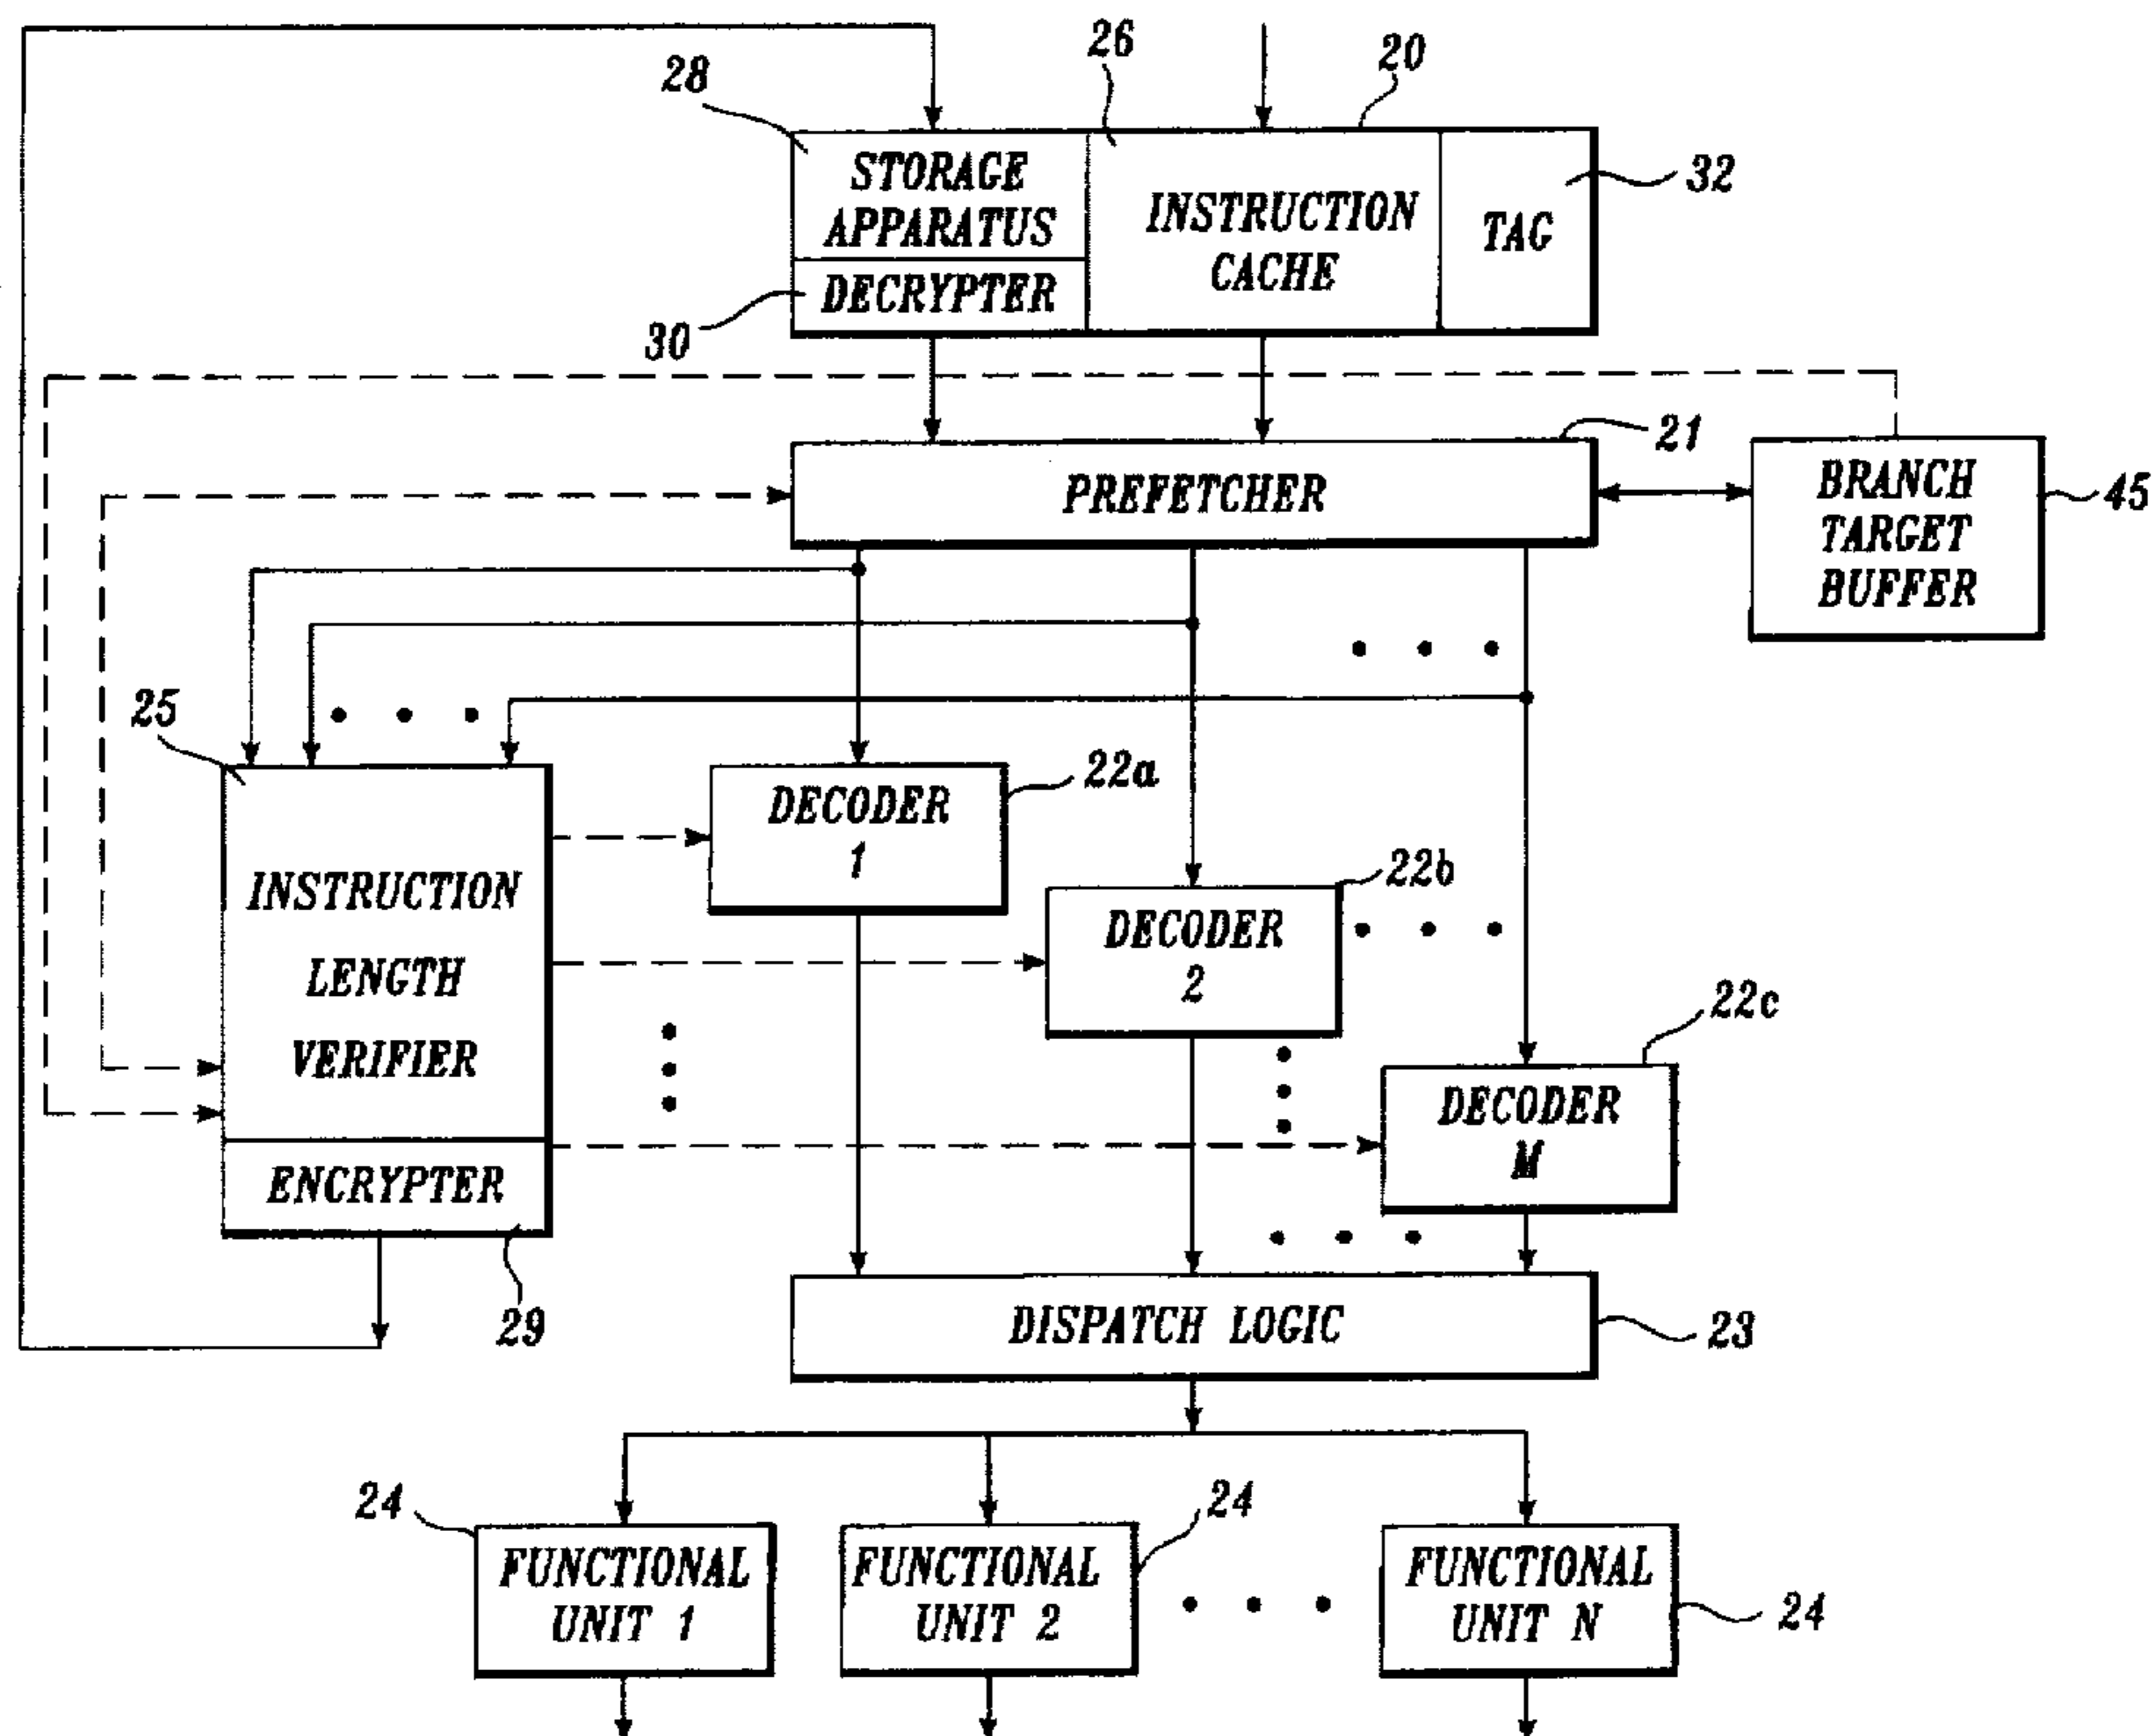 26
20
28
STORAGE
APPARATUS
INSTRUCTION
CACHE
TAG
32
DECRYPTER
30
21
PREFETCHER
BRANCH
TARGET
BUFFER
45
25
DECODER
1
22a
INSTRUCTION
LENGTH
VERIFIER
DECODER
2
22b
22c
DECODER
M
ENCRYPTER
29
DISPATCH LOGIC
23
24
FUNCTIONAL
UNIT 1
24
FUNCTIONAL
UNIT 2
FUNCTIONAL
UNIT N
24